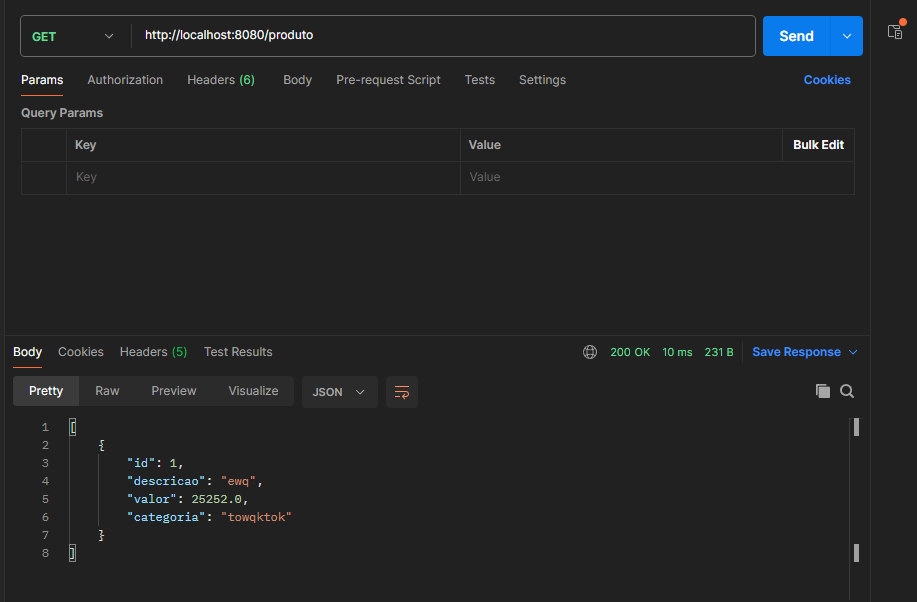 GET http://localhost:8080/produto Send
Params Authorization Headers (6) Body Pre-request Script Tests Settings Cookies
Query Params
Key Value Bulk Edit
Key Value
Body Cookies Headers (5) Test Results 200 OK 10 ms 231 B Save Response
Pretty Raw Preview Visualize JSON
1 [
2 {
3 "id": 1,
4 "descricao": "ewq",
5 "valor": 25252.0,
6 "categoria": "towqktok"
7 }
8 ]